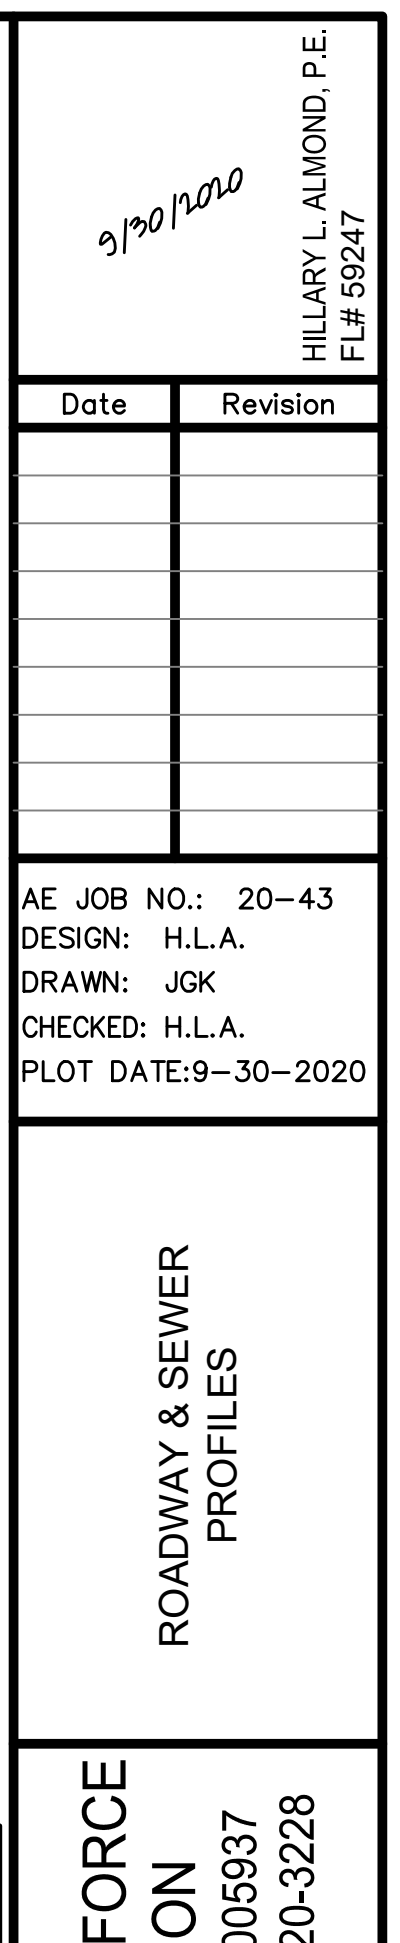 9/30/2020
HILLARY L. ALMOND, P.E.
FL# 59247
Date Revision
AE JOB NO.: 20-43
DESIGN: H.L.A.
DRAWN: JGK
CHECKED: H.L.A.
PLOT DATE:9-30-2020
ROADWAY & SEWER
PROFILES
FORCE
ON
005937
20-3228